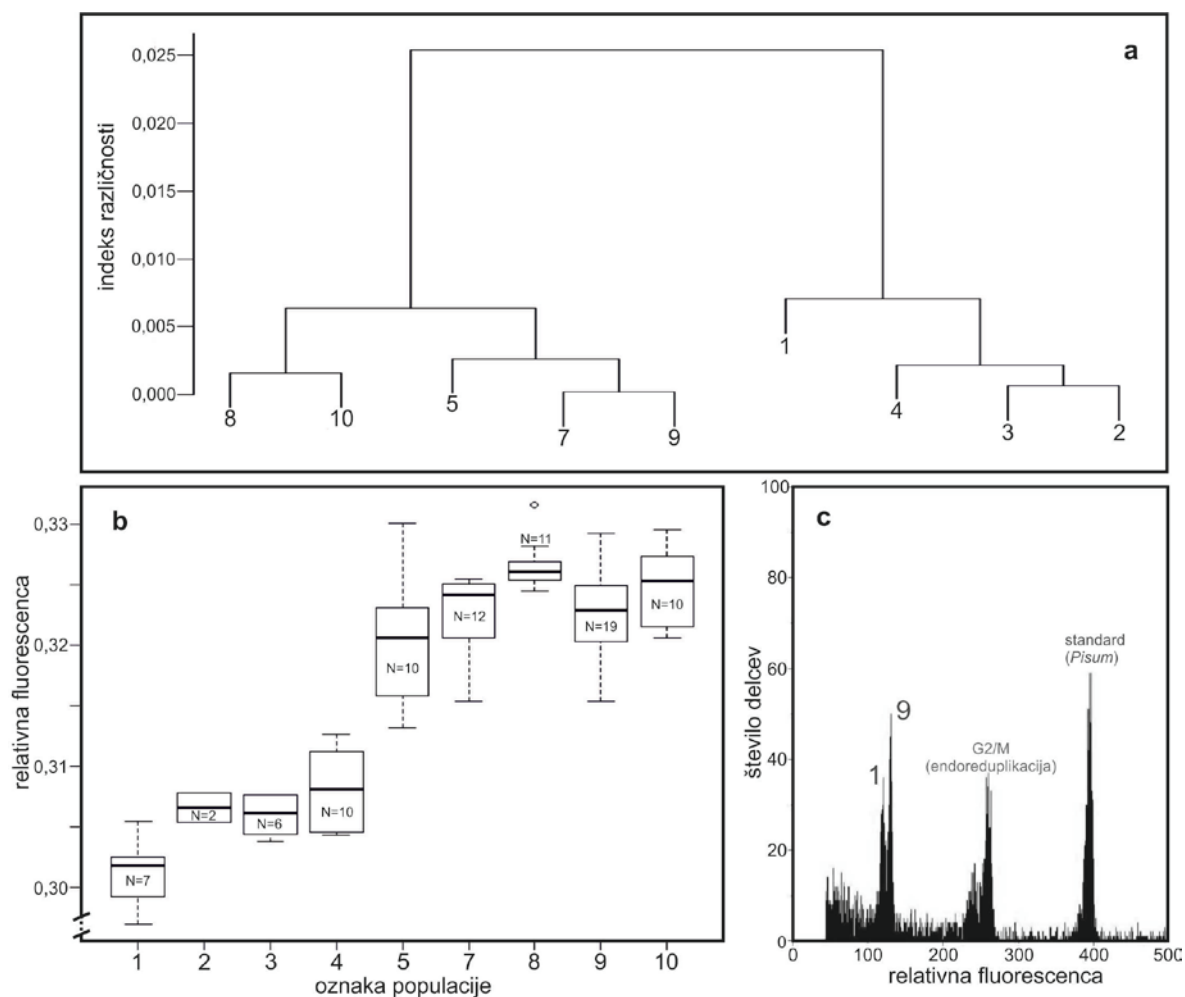 a
indeks različnosti
0,025
0,020
0,015
0,010
0,005
0,000
8
10
5
7
9
1
4
3
2
b
relativna fluorescenca
0,33
0,32
0,31
0,30
N=7
N=2
N=6
N=10
N=10
N=12
N=11
N=19
N=10
1 2 3 4 5 7 8 9 10
oznaka populacije
c
število delcev
100
80
60
40
20
0
1
9
G2/M
(endoreduplikacija)
standard
(Pisum)
0 100 200 300 400 500
relativna fluorescenca